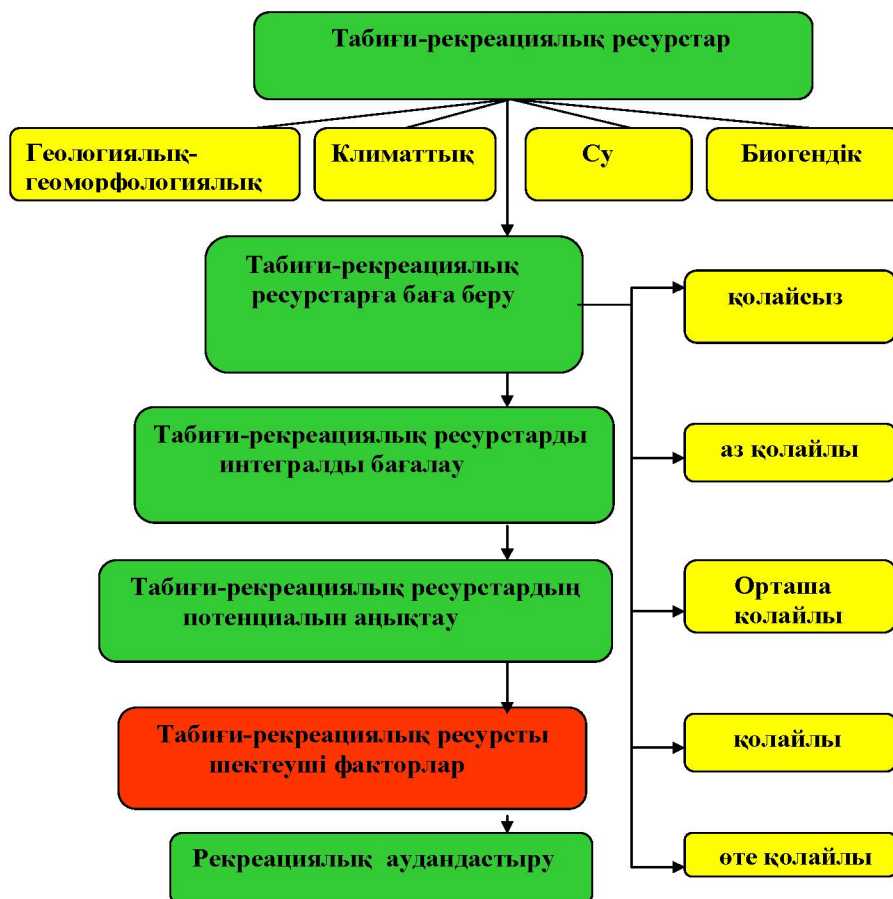 Табиғи-рекреациялық ресурстар
Геологиялық-
геоморфологиялық
Климаттық
Су
Биогендік
Табиғи-рекреациялық
ресурстарға баға беру
қолайсыз
Табиғи-рекреациялық ресурстарды
интегралды бағалау
аз қолайлы
Табиғи-рекреациялық ресурстардың
потенциалын аңықтау
Орташа
қолайлы
Табиғи-рекреациялық ресурсты
шектеуші факторлар
қолайлы
Рекреациялық аудандастыру
өте қолайлы